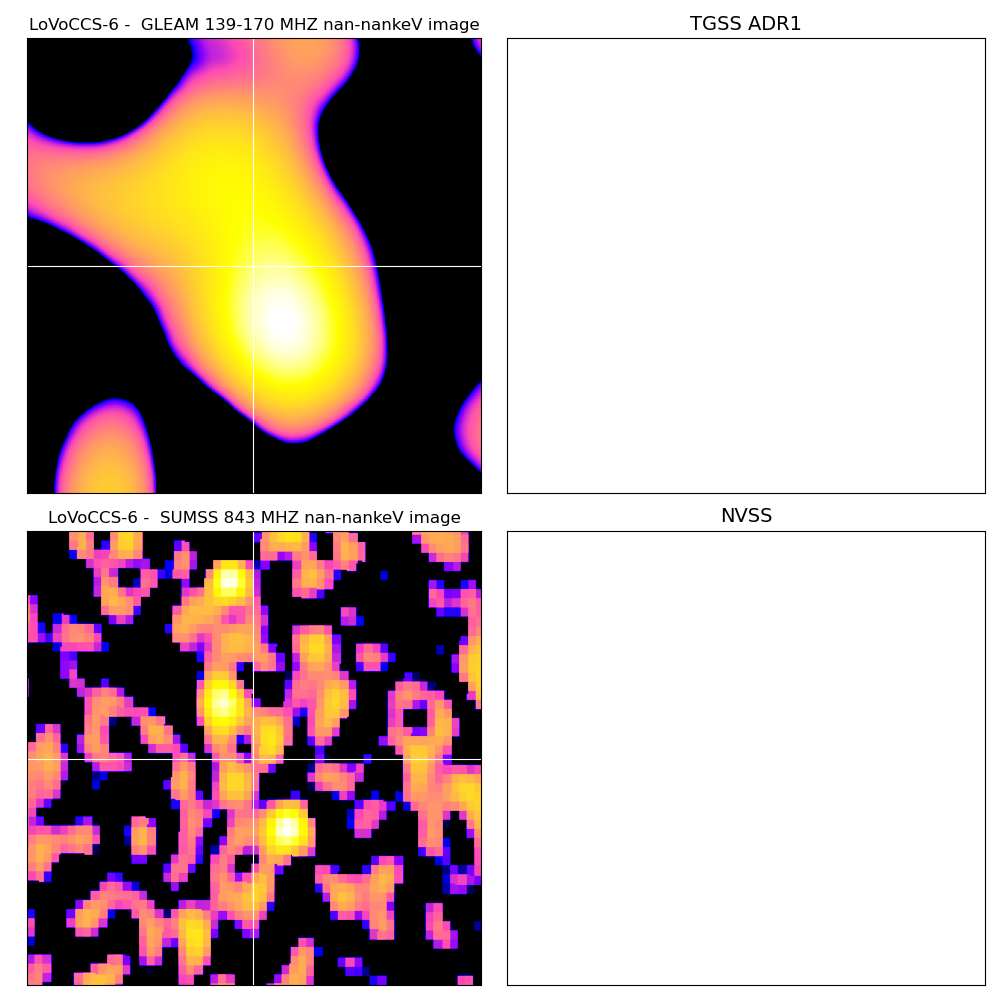 LoVoCCS-6 -  GLEAM 139-170 MHZ nan-nankeV image
TGSS ADR1
LoVoCCS-6 -  SUMSS 843 MHZ nan-nankeV image
NVSS